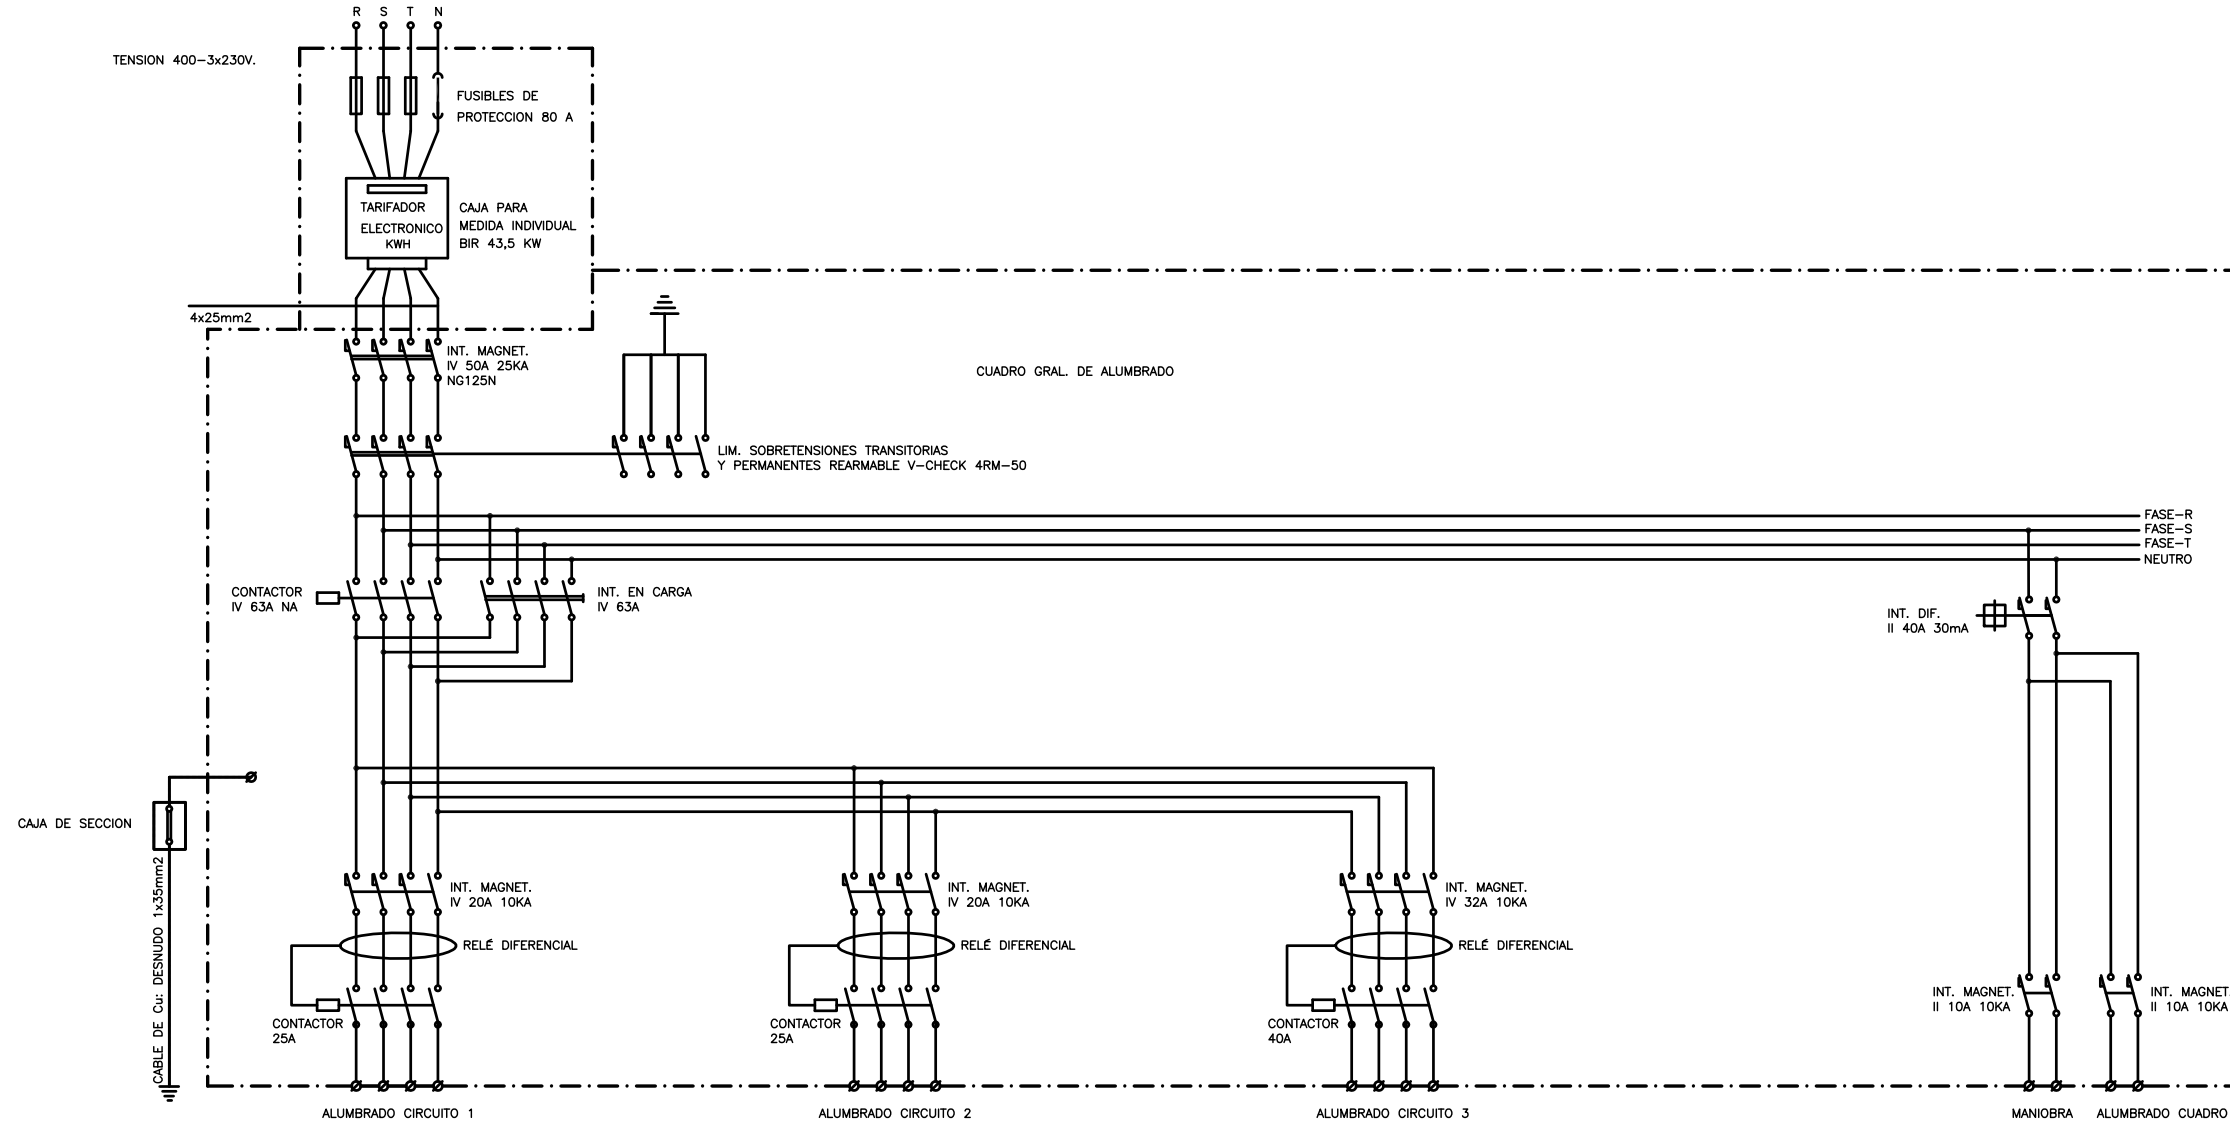 R S T N
TENSION 400-3x230V.
FUSIBLES DE
PROTECCION 80 A
TARIFADOR
ELECTRONICO
KWH
CAJA PARA
MEDIDA INDIVIDUAL
BIR 43,5 KW
4x25mm2
INT. MAGNET.
IV 50A 25KA
NG125N
CUADRO GRAL. DE ALUMBRADO
LIM. SOBRETENSIONES TRANSITORIAS
Y PERMANENTES REARMABLE V-CHECK 4RM-50
FASE-R
FASE-S
FASE-T
NEUTRO
CONTACTOR
IV 63A NA
INT. EN CARGA
IV 63A
INT. DIF.
II 40A 30mA
CAJA DE SECCION
CABLE DE Cu: DESNUDO 1x35mm2
INT. MAGNET.
IV 20A 10KA
INT. MAGNET.
IV 20A 10KA
INT. MAGNET.
IV 32A 10KA
RELÉ DIFERENCIAL
RELÉ DIFERENCIAL
RELÉ DIFERENCIAL
CONTACTOR
25A
CONTACTOR
25A
CONTACTOR
40A
INT. MAGNET.
II 10A 10KA
INT. MAGNET.
II 10A 10KA
ALUMBRADO CIRCUITO 1
ALUMBRADO CIRCUITO 2
ALUMBRADO CIRCUITO 3
MANIOBRA
ALUMBRADO CUADRO